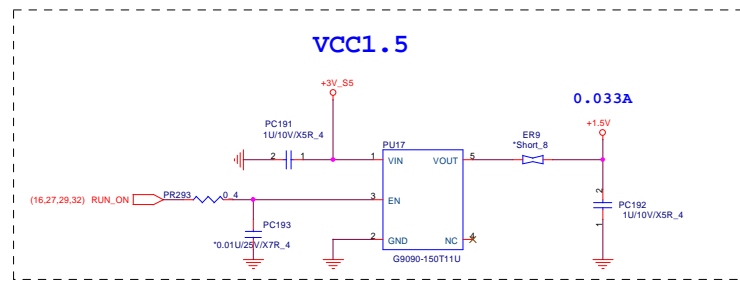 VCC1.5
+3V_S5
0.033A
PC191
1U/10V/X5R_4
+1.5V
PU17
ER9
*Short_8
2 1
1 VIN VOUT 5
PC192
1U/10V/X5R_4
2
1
(16,27,29,32) RUN_ON
PR293 0_4
3 EN
PC193
*0.01U/25V/X7R_4
2 GND NC 4
G9090-150T11U